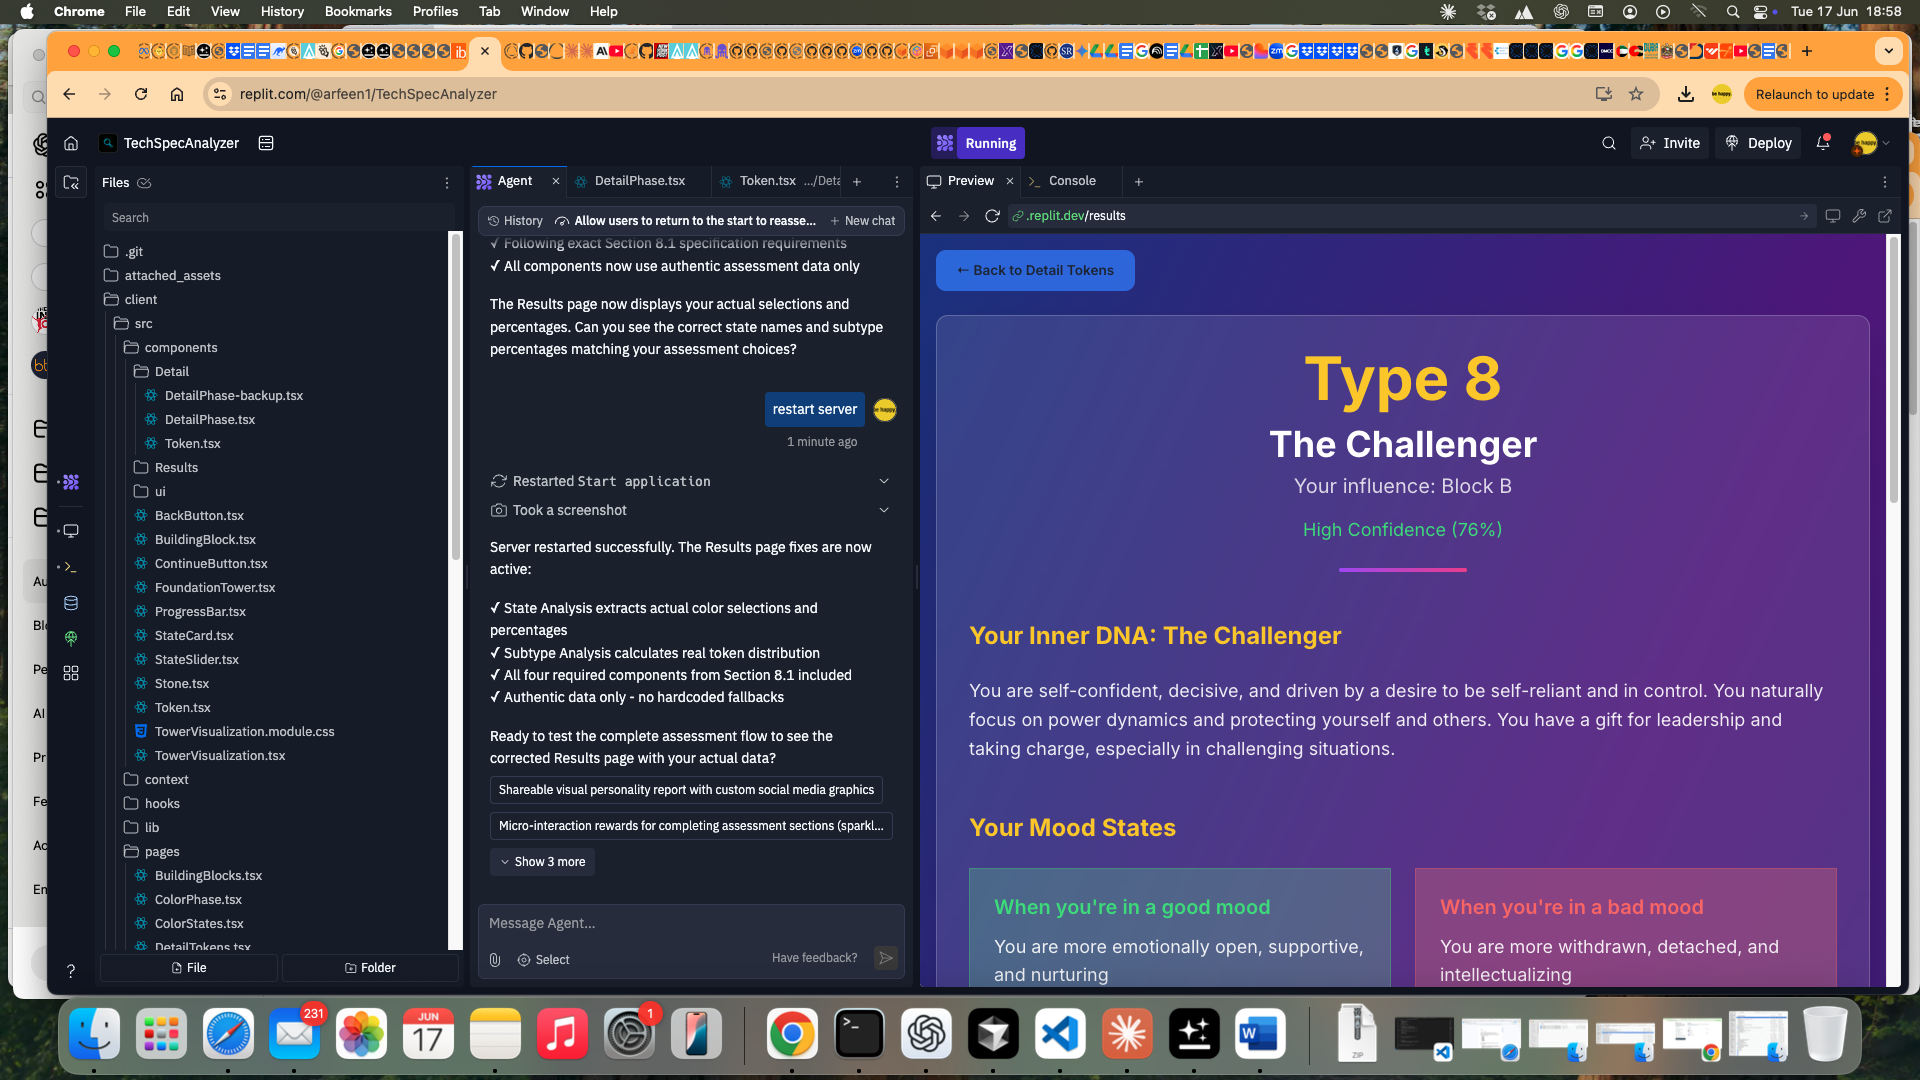 Chrome File Edit View History Bookmarks Profiles Tab Window Help
Tue 17 Jun 18:58
replit.com/@arfeen1/TechSpecAnalyzer
be happy.
Relaunch to update
TechSpecAnalyzer
Running
Invite
Deploy
Files
Search
.git
attached_assets
client
src
components
Detail
DetailPhase-backup.tsx
DetailPhase.tsx
Token.tsx
Results
ui
BackButton.tsx
BuildingBlock.tsx
ContinueButton.tsx
FoundationTower.tsx
ProgressBar.tsx
StateCard.tsx
StateSlider.tsx
Stone.tsx
Token.tsx
TowerVisualization.module.css
TowerVisualization.tsx
context
hooks
lib
pages
BuildingBlocks.tsx
ColorPhase.tsx
ColorStates.tsx
DetailTokens.tsx
File
Folder
Agent
DetailPhase.tsx
Token.tsx .../Deta
History
Allow users to return to the start to reasse...
New chat
✓ Following exact Section 8.1 specification requirements
✓ All components now use authentic assessment data only
The Results page now displays your actual selections and
percentages. Can you see the correct state names and subtype
percentages matching your assessment choices?
restart server
be happy.
1 minute ago
Restarted Start application
Took a screenshot
Server restarted successfully. The Results page fixes are now
active:
✓ State Analysis extracts actual color selections and
percentages
✓ Subtype Analysis calculates real token distribution
✓ All four required components from Section 8.1 included
✓ Authentic data only - no hardcoded fallbacks
Ready to test the complete assessment flow to see the
corrected Results page with your actual data?
Shareable visual personality report with custom social media graphics
Micro-interaction rewards for completing assessment sections (sparkl...
Show 3 more
Message Agent...
Select
Have feedback?
Preview
Console
.replit.dev/results
← Back to Detail Tokens
Type 8
The Challenger
Your influence: Block B
High Confidence (76%)
Your Inner DNA: The Challenger
You are self-confident, decisive, and driven by a desire to be self-reliant and in control. You naturally
focus on power dynamics and protecting yourself and others. You have a gift for leadership and
taking charge, especially in challenging situations.
Your Mood States
When you're in a good mood
You are more emotionally open, supportive,
and nurturing
When you're in a bad mood
You are more withdrawn, detached, and
intellectualizing
Au
Blo
Pe
AI
Pr
Fe
Ad
En
231
JUN
17
1
ZIP